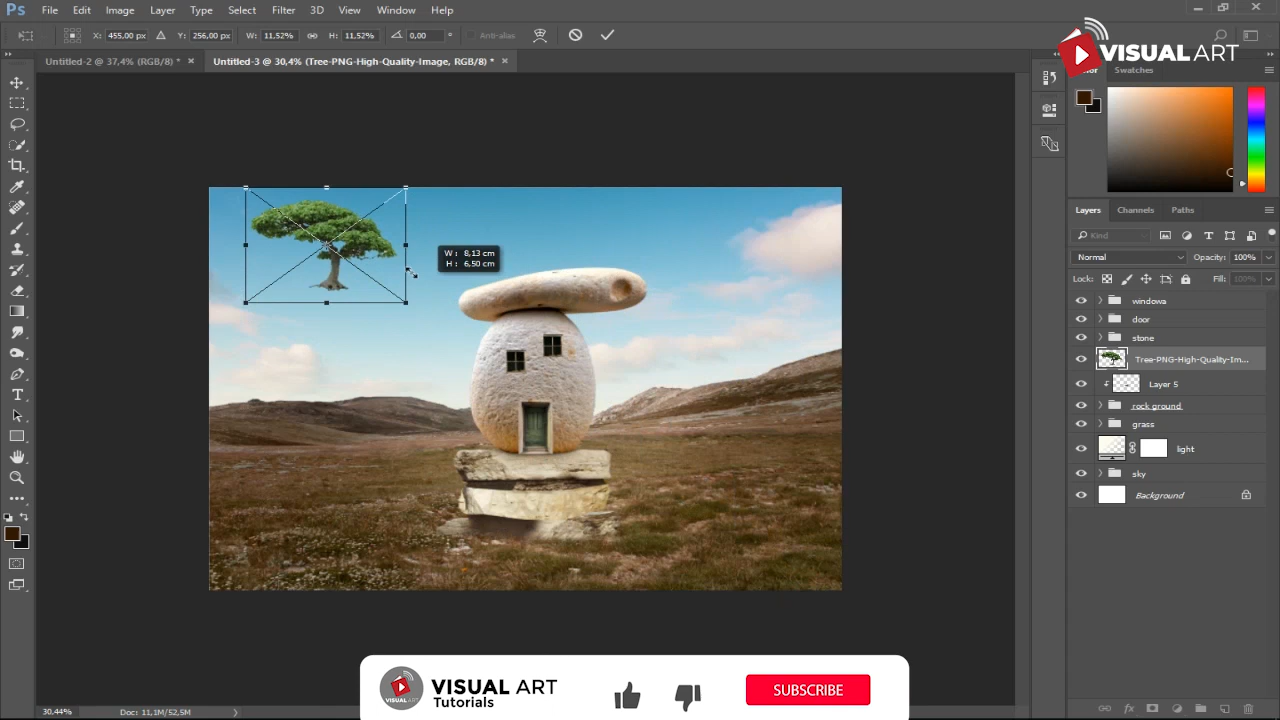 Ps File Edit Image Layer Type Select Filter 3D View Window Help
X: 455,00 px Y: 256,00 px W: 11,52% H: 11,52% 0,00 ° Anti-alias
VISUAL ART
Untitled-2 @ 37,4% (RGB/8) * × Untitled-3 @ 30,4% (Tree-PNG-High-Quality-Image, RGB/8) * ×
Swatches
W: 8,13 cm
H: 6,50 cm
Layers Channels Paths
Kind
Normal Opacity: 100%
Lock: Fill: 100%
windowa
door
stone
Tree-PNG-High-Quality-Im...
Layer 5
rock ground
grass
light
sky
Background
VISUAL ART
Tutorials
VISUAL ART
SUBSCRIBE
30,44% Doc: 11,1M/52,5M